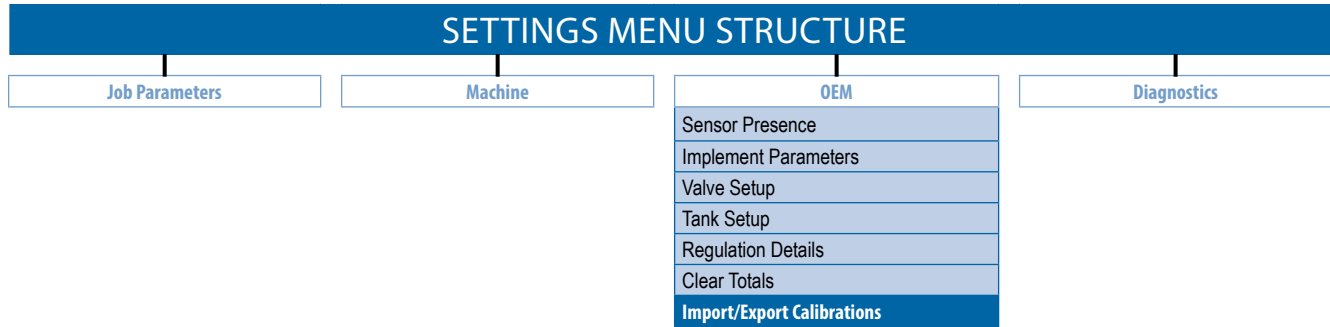 SETTINGS MENU STRUCTURE
Job Parameters
Machine
OEM
Diagnostics
Sensor Presence
Implement Parameters
Valve Setup
Tank Setup
Regulation Details
Clear Totals
Import/Export Calibrations